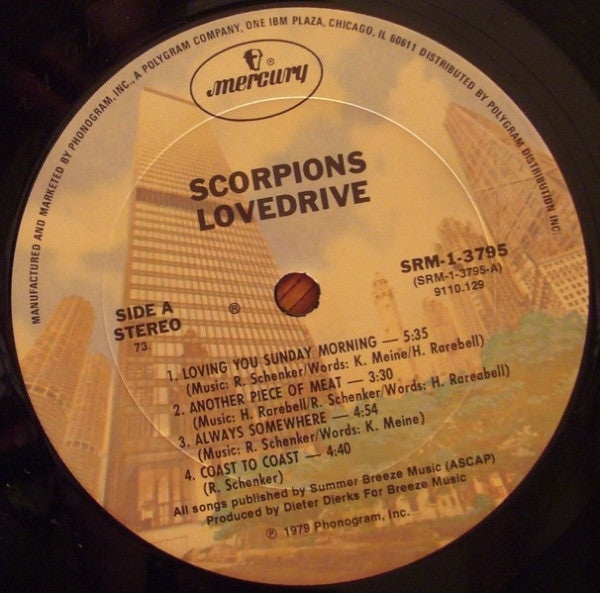 MANUFACTURED AND MARKETED BY PHONOGRAM, INC., A POLYGRAM COMPANY, ONE IBM PLAZA, CHICAGO, IL 60611 DISTRIBUTED BY POLYGRAM DISTRIBUTION INC.
®
mercury
SCORPIONS
LOVEDRIVE
SRM-1-3795
(SRM-1-3795-A)
9110.129
SIDE A
STEREO
73
℗
1. LOVING YOU SUNDAY MORNING — 5:35
(Music: R. Schenker/Words: K. Meine/H. Rarebell)
2. ANOTHER PIECE OF MEAT — 3:30
(Music: H. Rarebell/R. Schenker/Words: H. Rareabell)
3. ALWAYS SOMEWHERE — 4:54
(Music: R. Schenker/Words: K. Meine)
4. COAST TO COAST — 4:40
(R. Schenker)
All songs published by Summer Breeze Music (ASCAP)
Produced by Dieter Dierks For Breeze Music
℗ 1979 Phonogram, Inc.